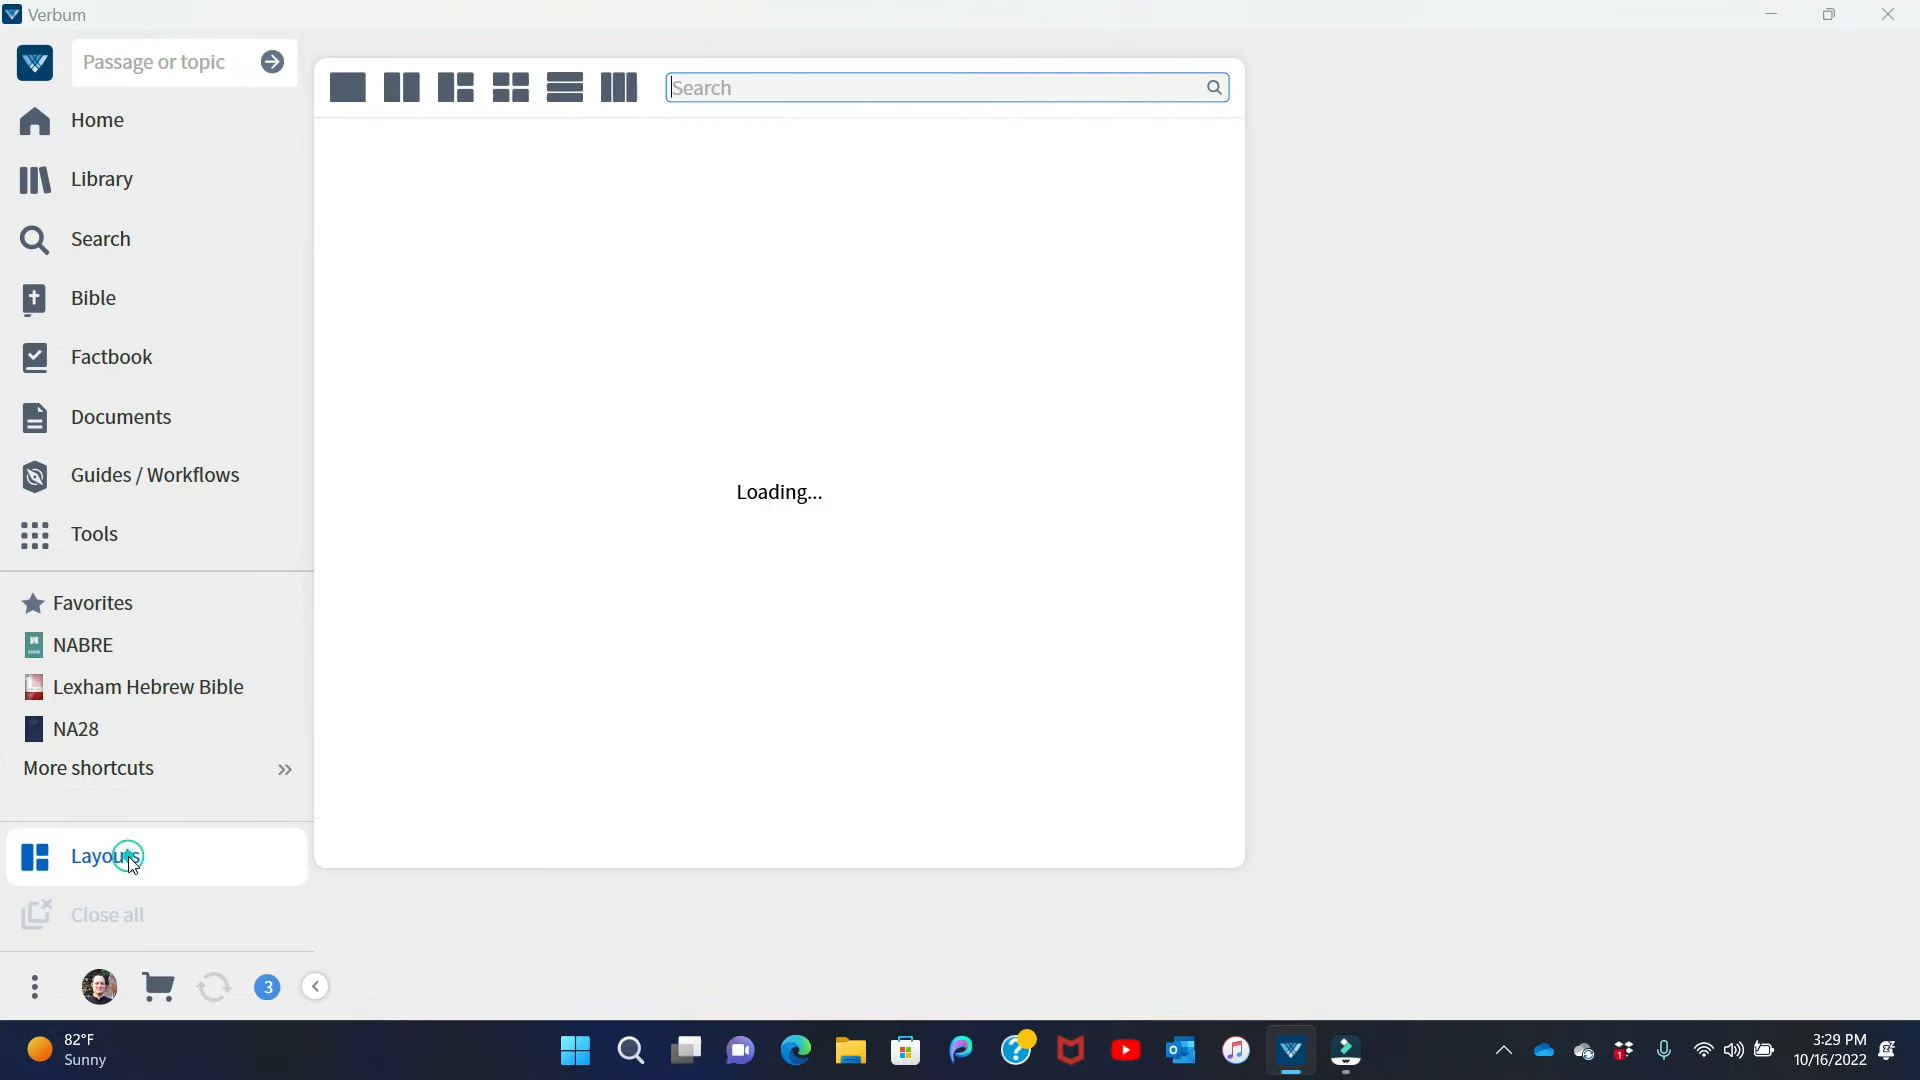 Verbum
Passage or topic
Home
Library
Search
Bible
Factbook
Documents
Guides / Workflows
Tools
Favorites
NABRE
Lexham Hebrew Bible
NA28
More shortcuts
Layouts
Close all
3
Search
Loading...
82°F
Sunny
1
3:29 PM
10/16/2022